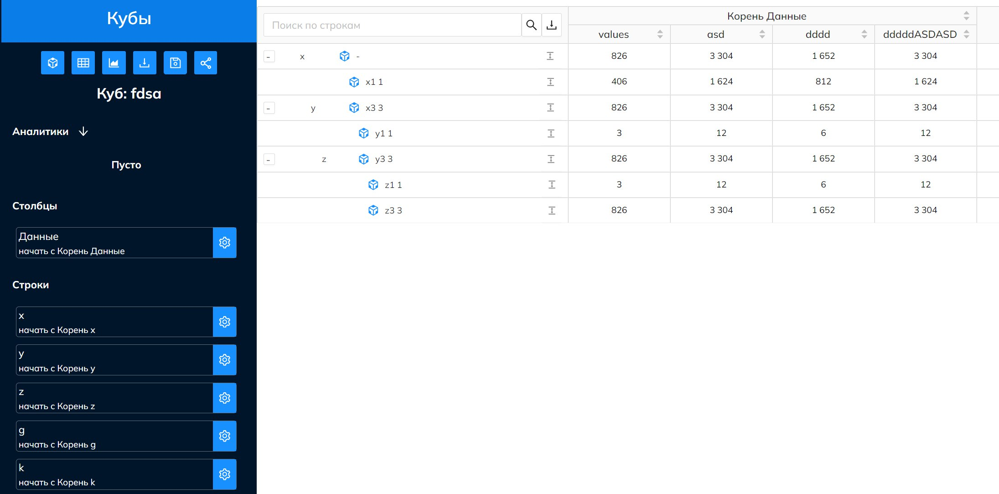 Кубы
Куб: fdsa
Аналитики
Пусто
Столбцы
Данные
начать с Корень Данные
Строки
x
начать с Корень x
y
начать с Корень y
z
начать с Корень z
g
начать с Корень g
k
начать с Корень k
Поиск по строкам
Корень Данные
values asd dddd dddddASDASD
- x - 826 3 304 1 652 3 304
x1 1 406 1 624 812 1 624
- y x3 3 826 3 304 1 652 3 304
y1 1 3 12 6 12
- z y3 3 826 3 304 1 652 3 304
z1 1 3 12 6 12
z3 3 826 3 304 1 652 3 304